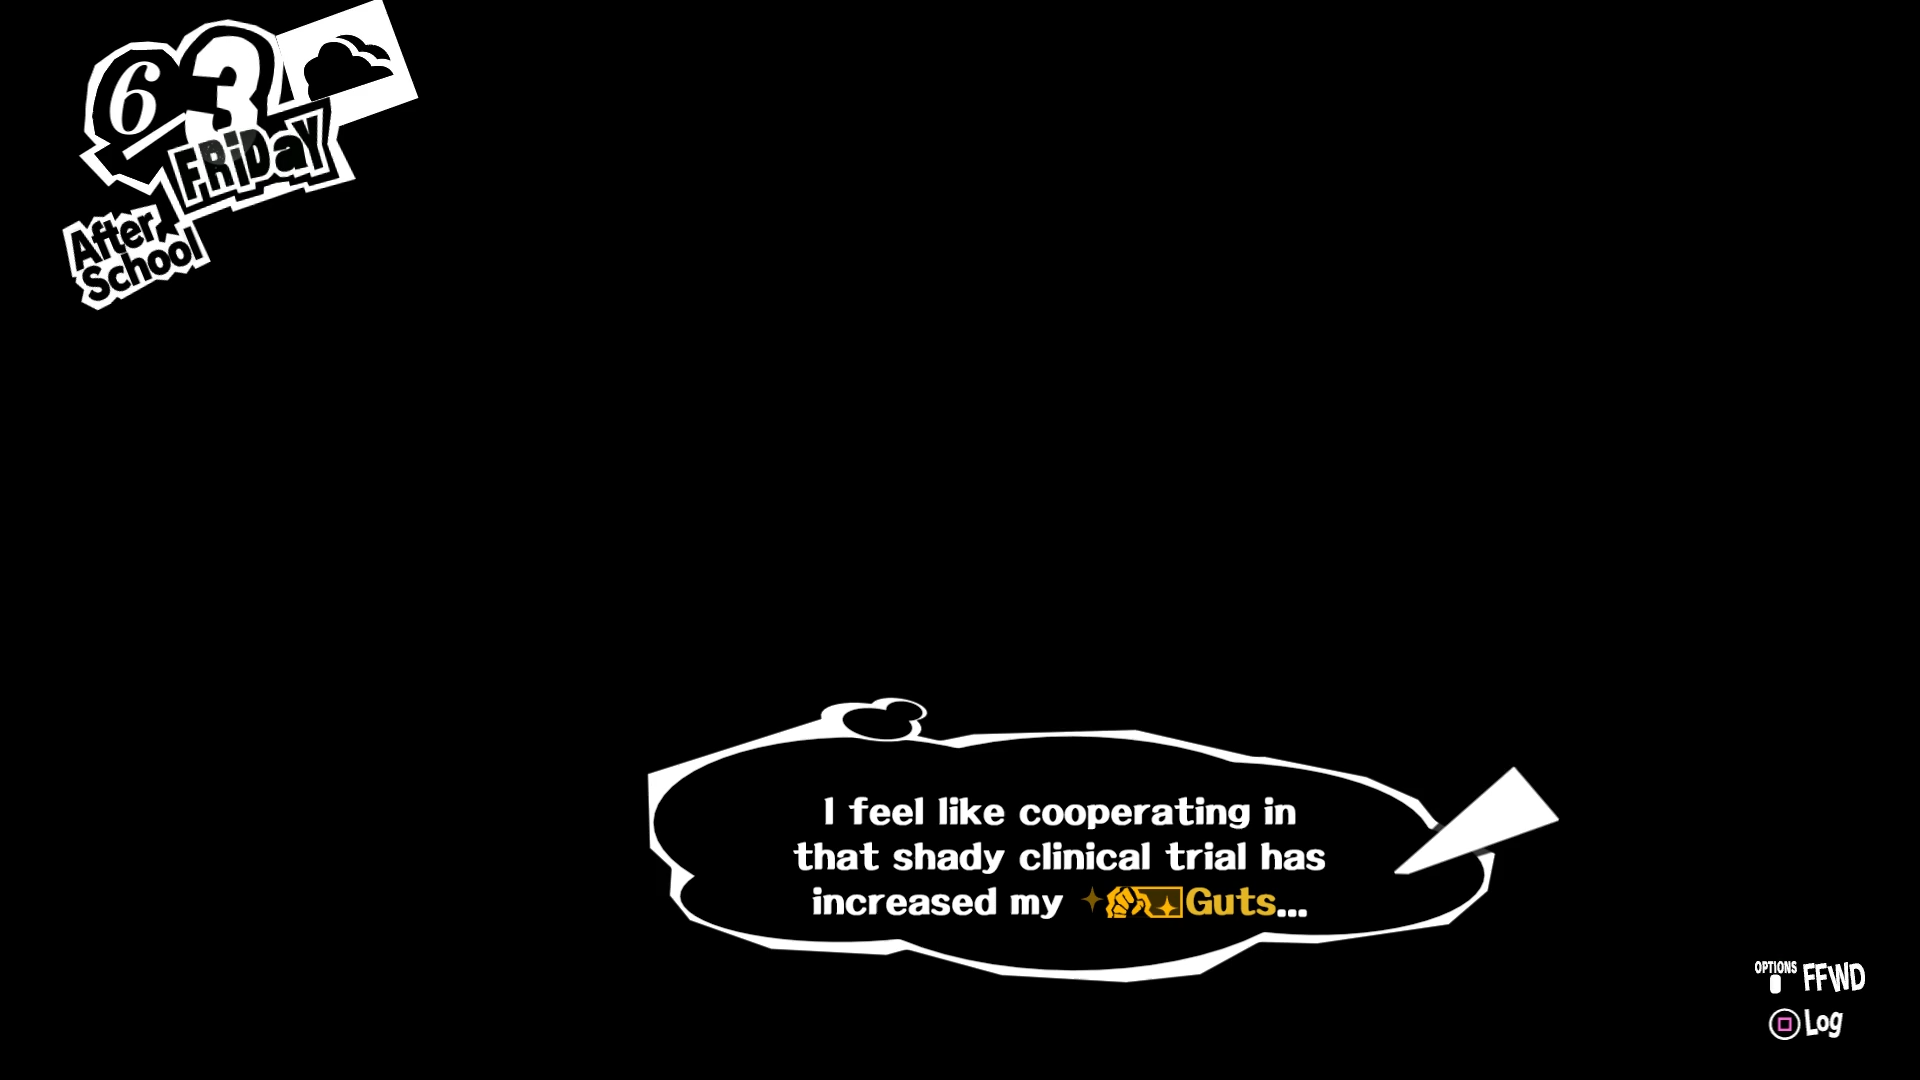 6/3
FRiDaY
After
School
I feel like cooperating in
that shady clinical trial has
increased my Guts...
OPTIONS FFWD
Log